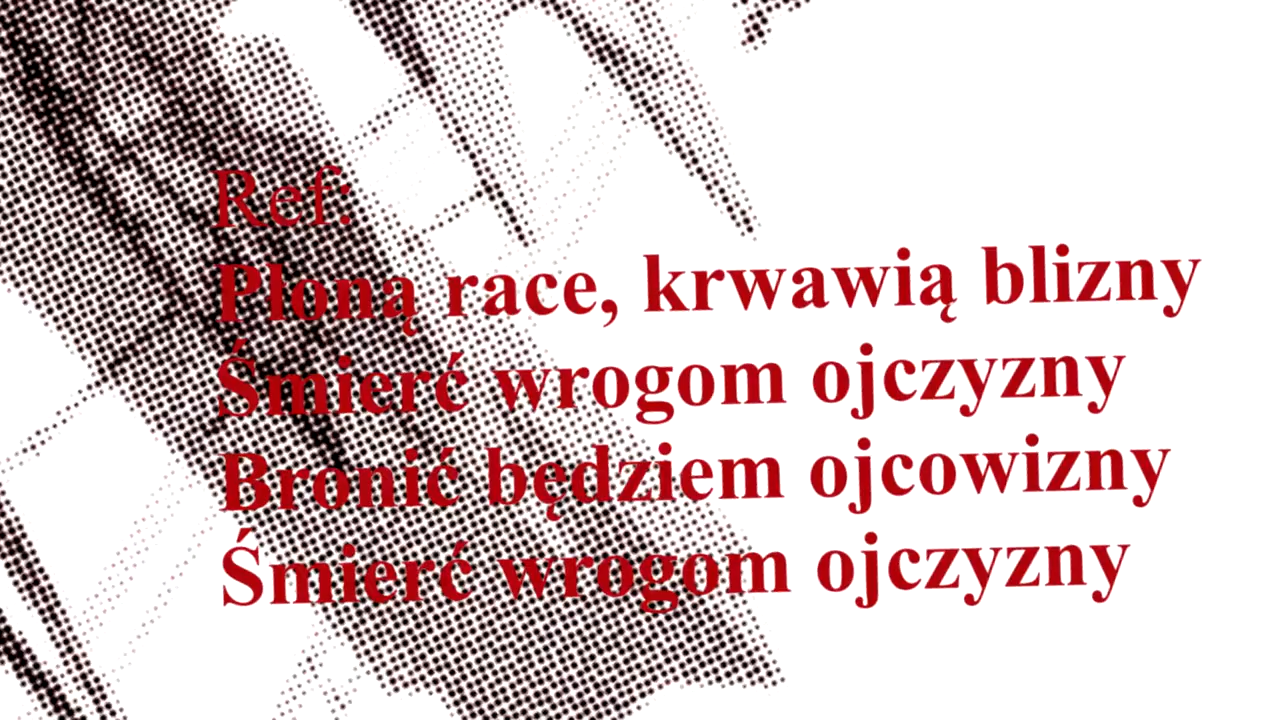 Ref:
Płoną race, krwawią blizny
Śmierć wrogom ojczyzny
Bronić będziem ojcowizny
Śmierć wrogom ojczyzny